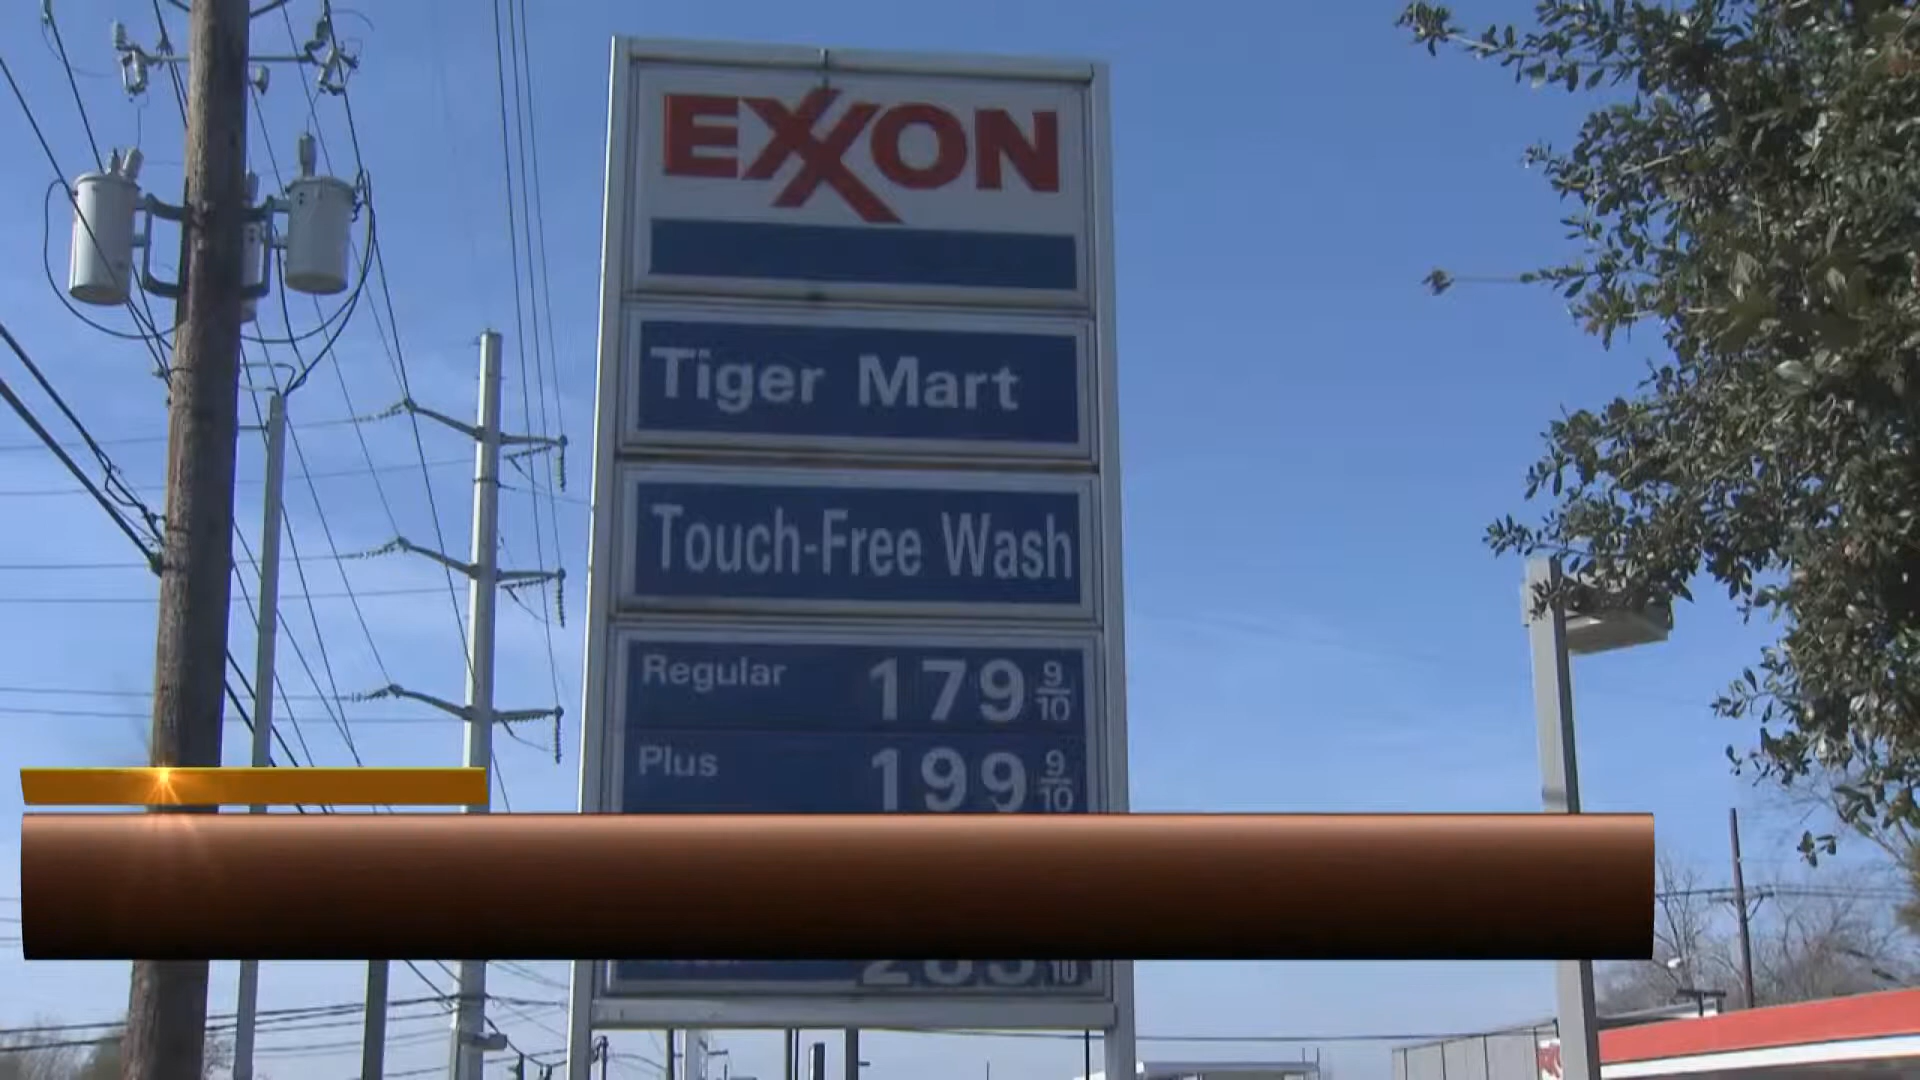 EXXON
Tiger Mart
Touch-Free Wash
Regular 179 9/10
Plus 199 9/10